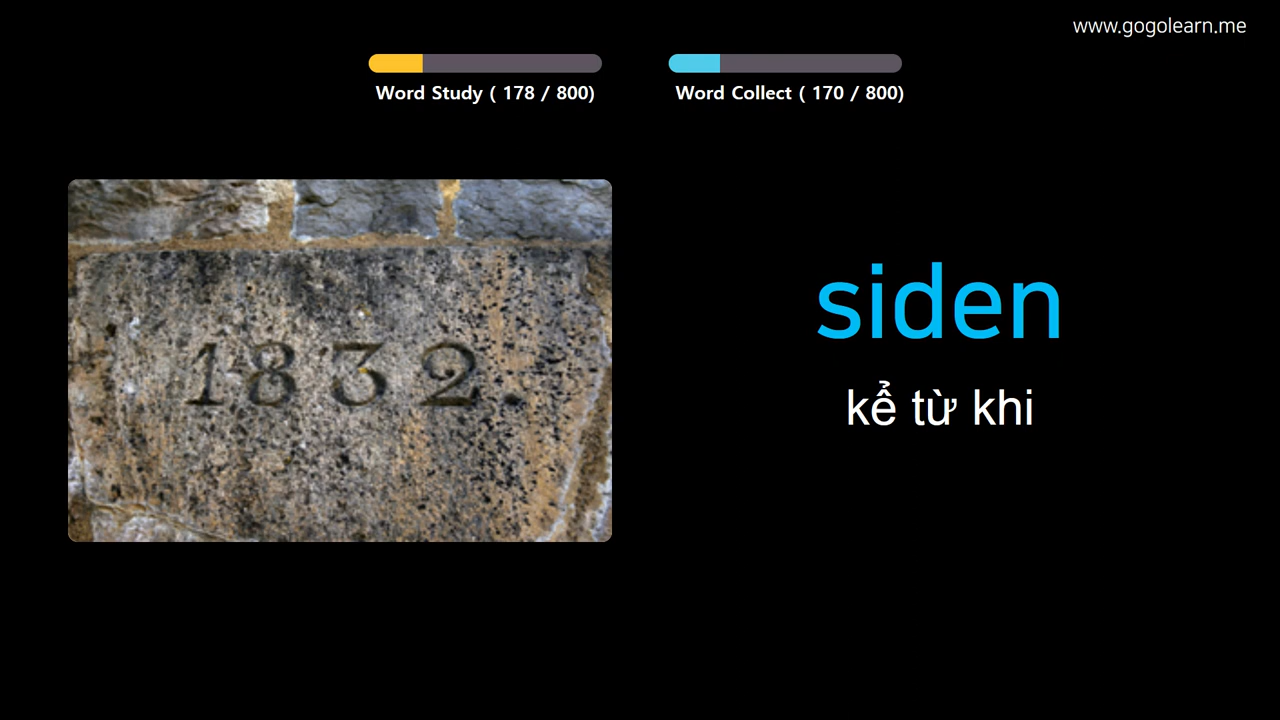 www.gogolearn.me
Word Study ( 178 / 800)
Word Collect ( 170 / 800)
1832.
siden
kể từ khi